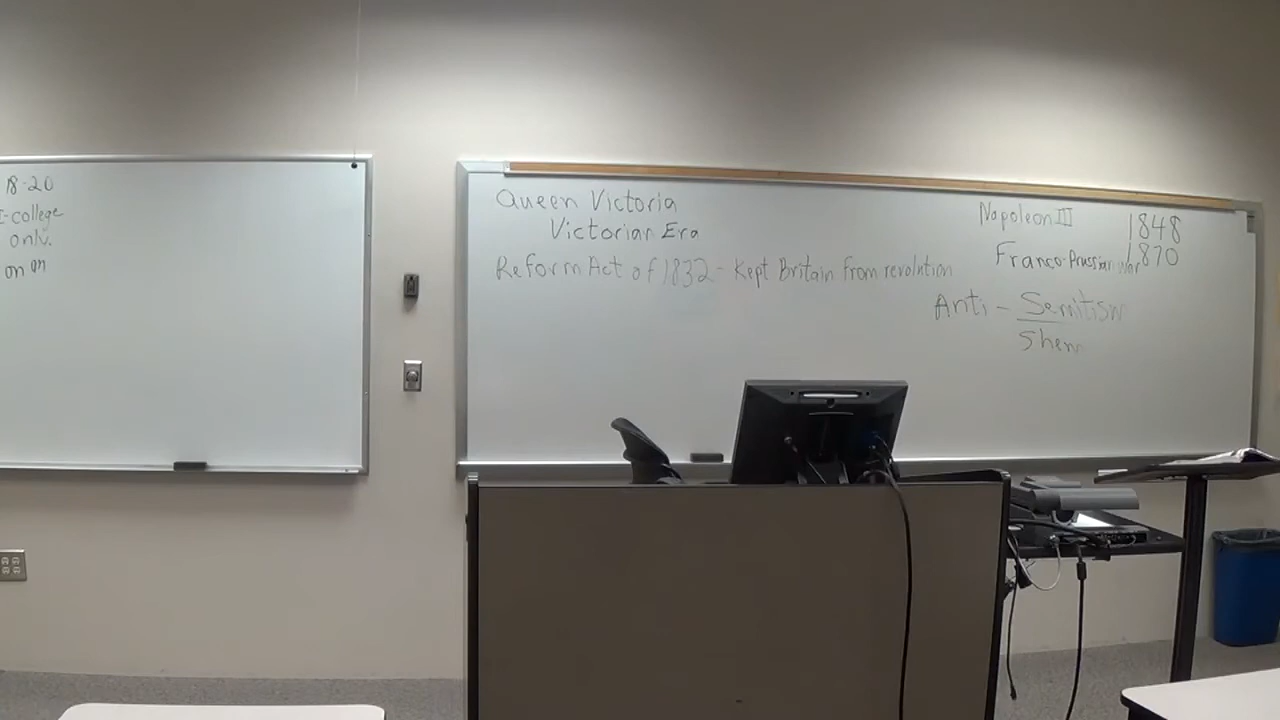 18-20
I-college
only.
on on
Queen Victoria
Victorian Era
Reform Act of 1832 - Kept Britain from revolution
Napoleon III 1848
Franco-Prussian War 1870
Anti - Semitism
Shem